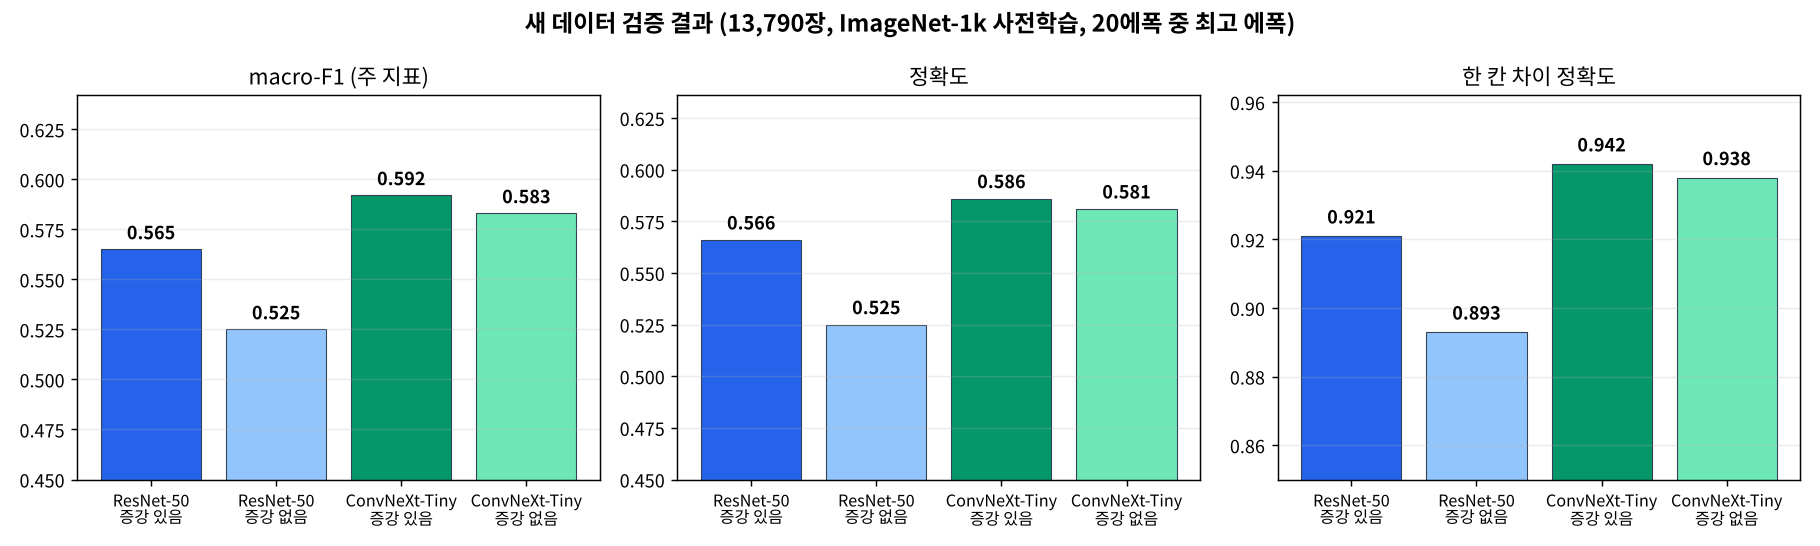 새 데이터 검증 결과 (13,790장, ImageNet-1k 사전학습, 20에폭 중 최고 에폭)
macro-F1 (주 지표)
0.625
0.600
0.575
0.550
0.525
0.500
0.475
0.450
0.565
0.525
0.592
0.583
ResNet-50
증강 있음
ResNet-50
증강 없음
ConvNeXt-Tiny
증강 있음
ConvNeXt-Tiny
증강 없음
정확도
0.625
0.600
0.575
0.550
0.525
0.500
0.475
0.450
0.566
0.525
0.586
0.581
ResNet-50
증강 있음
ResNet-50
증강 없음
ConvNeXt-Tiny
증강 있음
ConvNeXt-Tiny
증강 없음
한 칸 차이 정확도
0.96
0.94
0.92
0.90
0.88
0.86
0.921
0.893
0.942
0.938
ResNet-50
증강 있음
ResNet-50
증강 없음
ConvNeXt-Tiny
증강 있음
ConvNeXt-Tiny
증강 없음